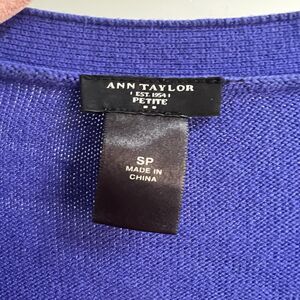 ANN TAYLOR
EST. 1954
PETITE
SP
MADE IN
CHINA